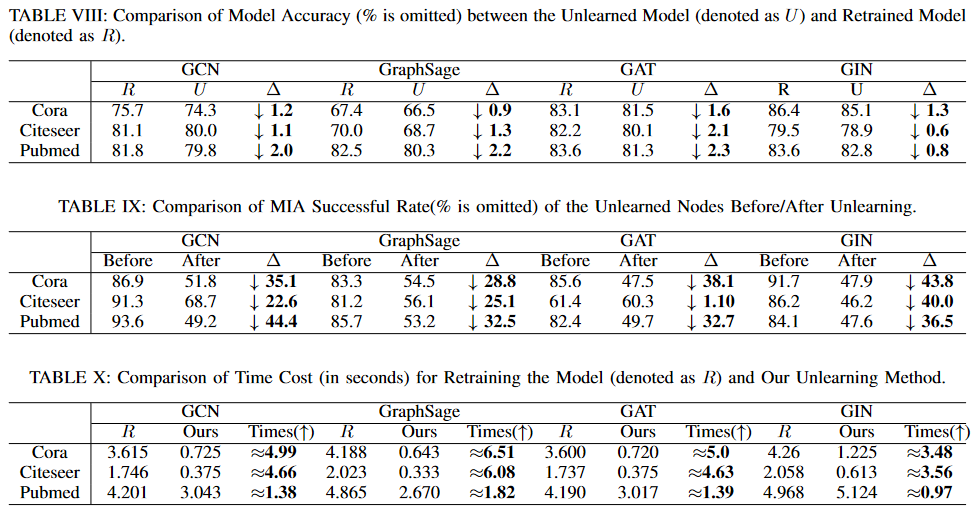 TABLE VIII: Comparison of Model Accuracy (% is omitted) between the Unlearned Model (denoted as U) and Retrained Model
(denoted as R).
GCN GraphSage GAT GIN
R U Δ R U Δ R U Δ R U Δ
Cora 75.7 74.3 ↓ 1.2 67.4 66.5 ↓ 0.9 83.1 81.5 ↓ 1.6 86.4 85.1 ↓ 1.3
Citeseer 81.1 80.0 ↓ 1.1 70.0 68.7 ↓ 1.3 82.2 80.1 ↓ 2.1 79.5 78.9 ↓ 0.6
Pubmed 81.8 79.8 ↓ 2.0 82.5 80.3 ↓ 2.2 83.6 81.3 ↓ 2.3 83.6 82.8 ↓ 0.8
TABLE IX: Comparison of MIA Successful Rate(% is omitted) of the Unlearned Nodes Before/After Unlearning.
GCN GraphSage GAT GIN
Before After Δ Before After Δ Before After Δ Before After Δ
Cora 86.9 51.8 ↓ 35.1 83.3 54.5 ↓ 28.8 85.6 47.5 ↓ 38.1 91.7 47.9 ↓ 43.8
Citeseer 91.3 68.7 ↓ 22.6 81.2 56.1 ↓ 25.1 61.4 60.3 ↓ 1.10 86.2 46.2 ↓ 40.0
Pubmed 93.6 49.2 ↓ 44.4 85.7 53.2 ↓ 32.5 82.4 49.7 ↓ 32.7 84.1 47.6 ↓ 36.5
TABLE X: Comparison of Time Cost (in seconds) for Retraining the Model (denoted as R) and Our Unlearning Method.
GCN GraphSage GAT GIN
R Ours Times(↑) R Ours Times(↑) R Ours Times(↑) R Ours Times(↑)
Cora 3.615 0.725 ≈4.99 4.188 0.643 ≈6.51 3.600 0.720 ≈5.0 4.26 1.225 ≈3.48
Citeseer 1.746 0.375 ≈4.66 2.023 0.333 ≈6.08 1.737 0.375 ≈4.63 2.058 0.613 ≈3.56
Pubmed 4.201 3.043 ≈1.38 4.865 2.670 ≈1.82 4.190 3.017 ≈1.39 4.968 5.124 ≈0.97